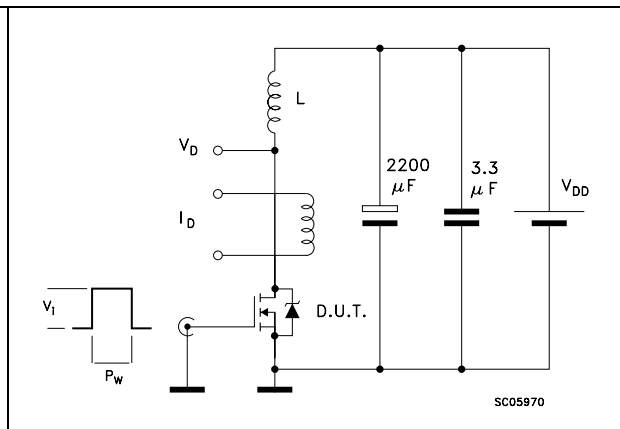 L
V_D
2200
μF
3.3
μF
V_DD
I_D
V_i
D.U.T.
P_W
SC05970